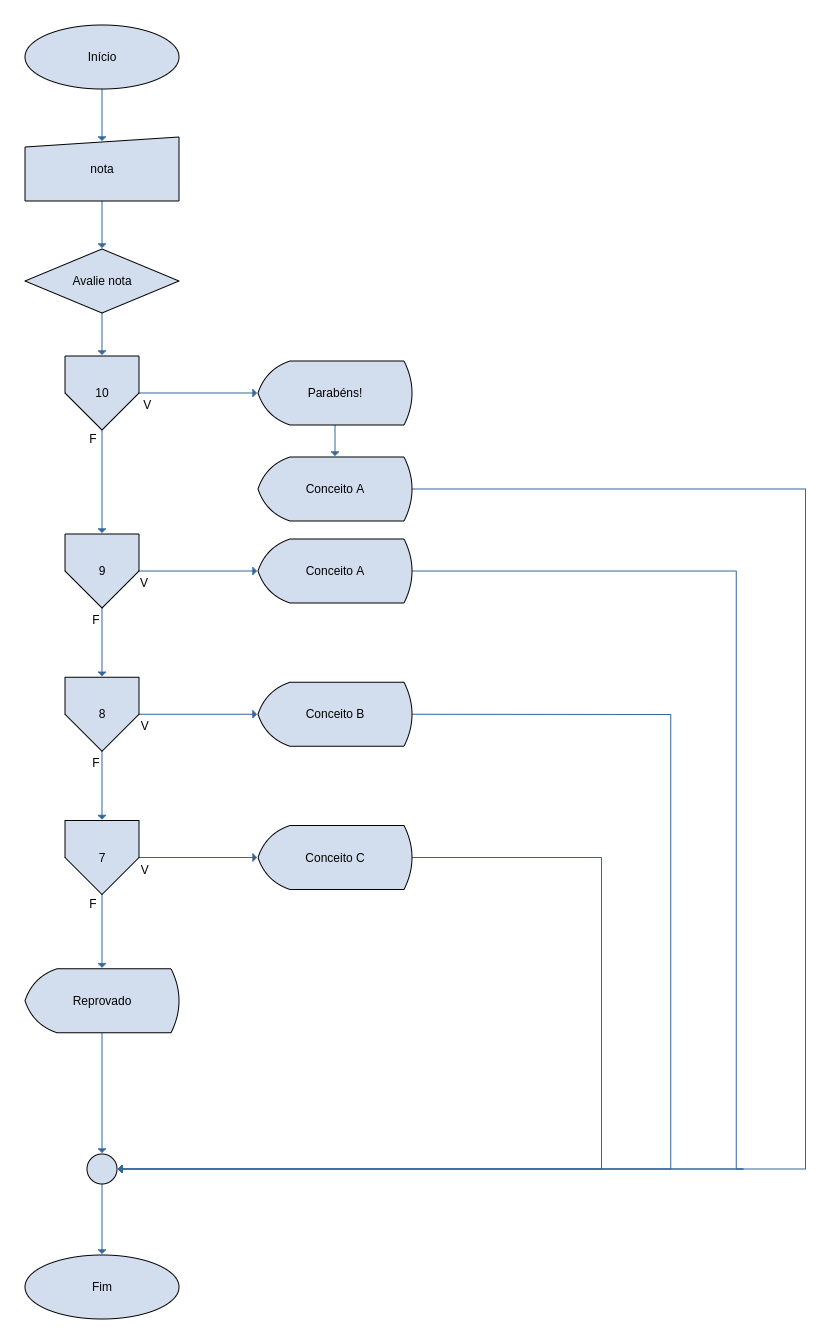 Início
nota
Avalie nota
10
V
Parabéns!
F
Conceito A
9
V
Conceito A
F
8
V
Conceito B
F
7
V
Conceito C
F
Reprovado
Fim